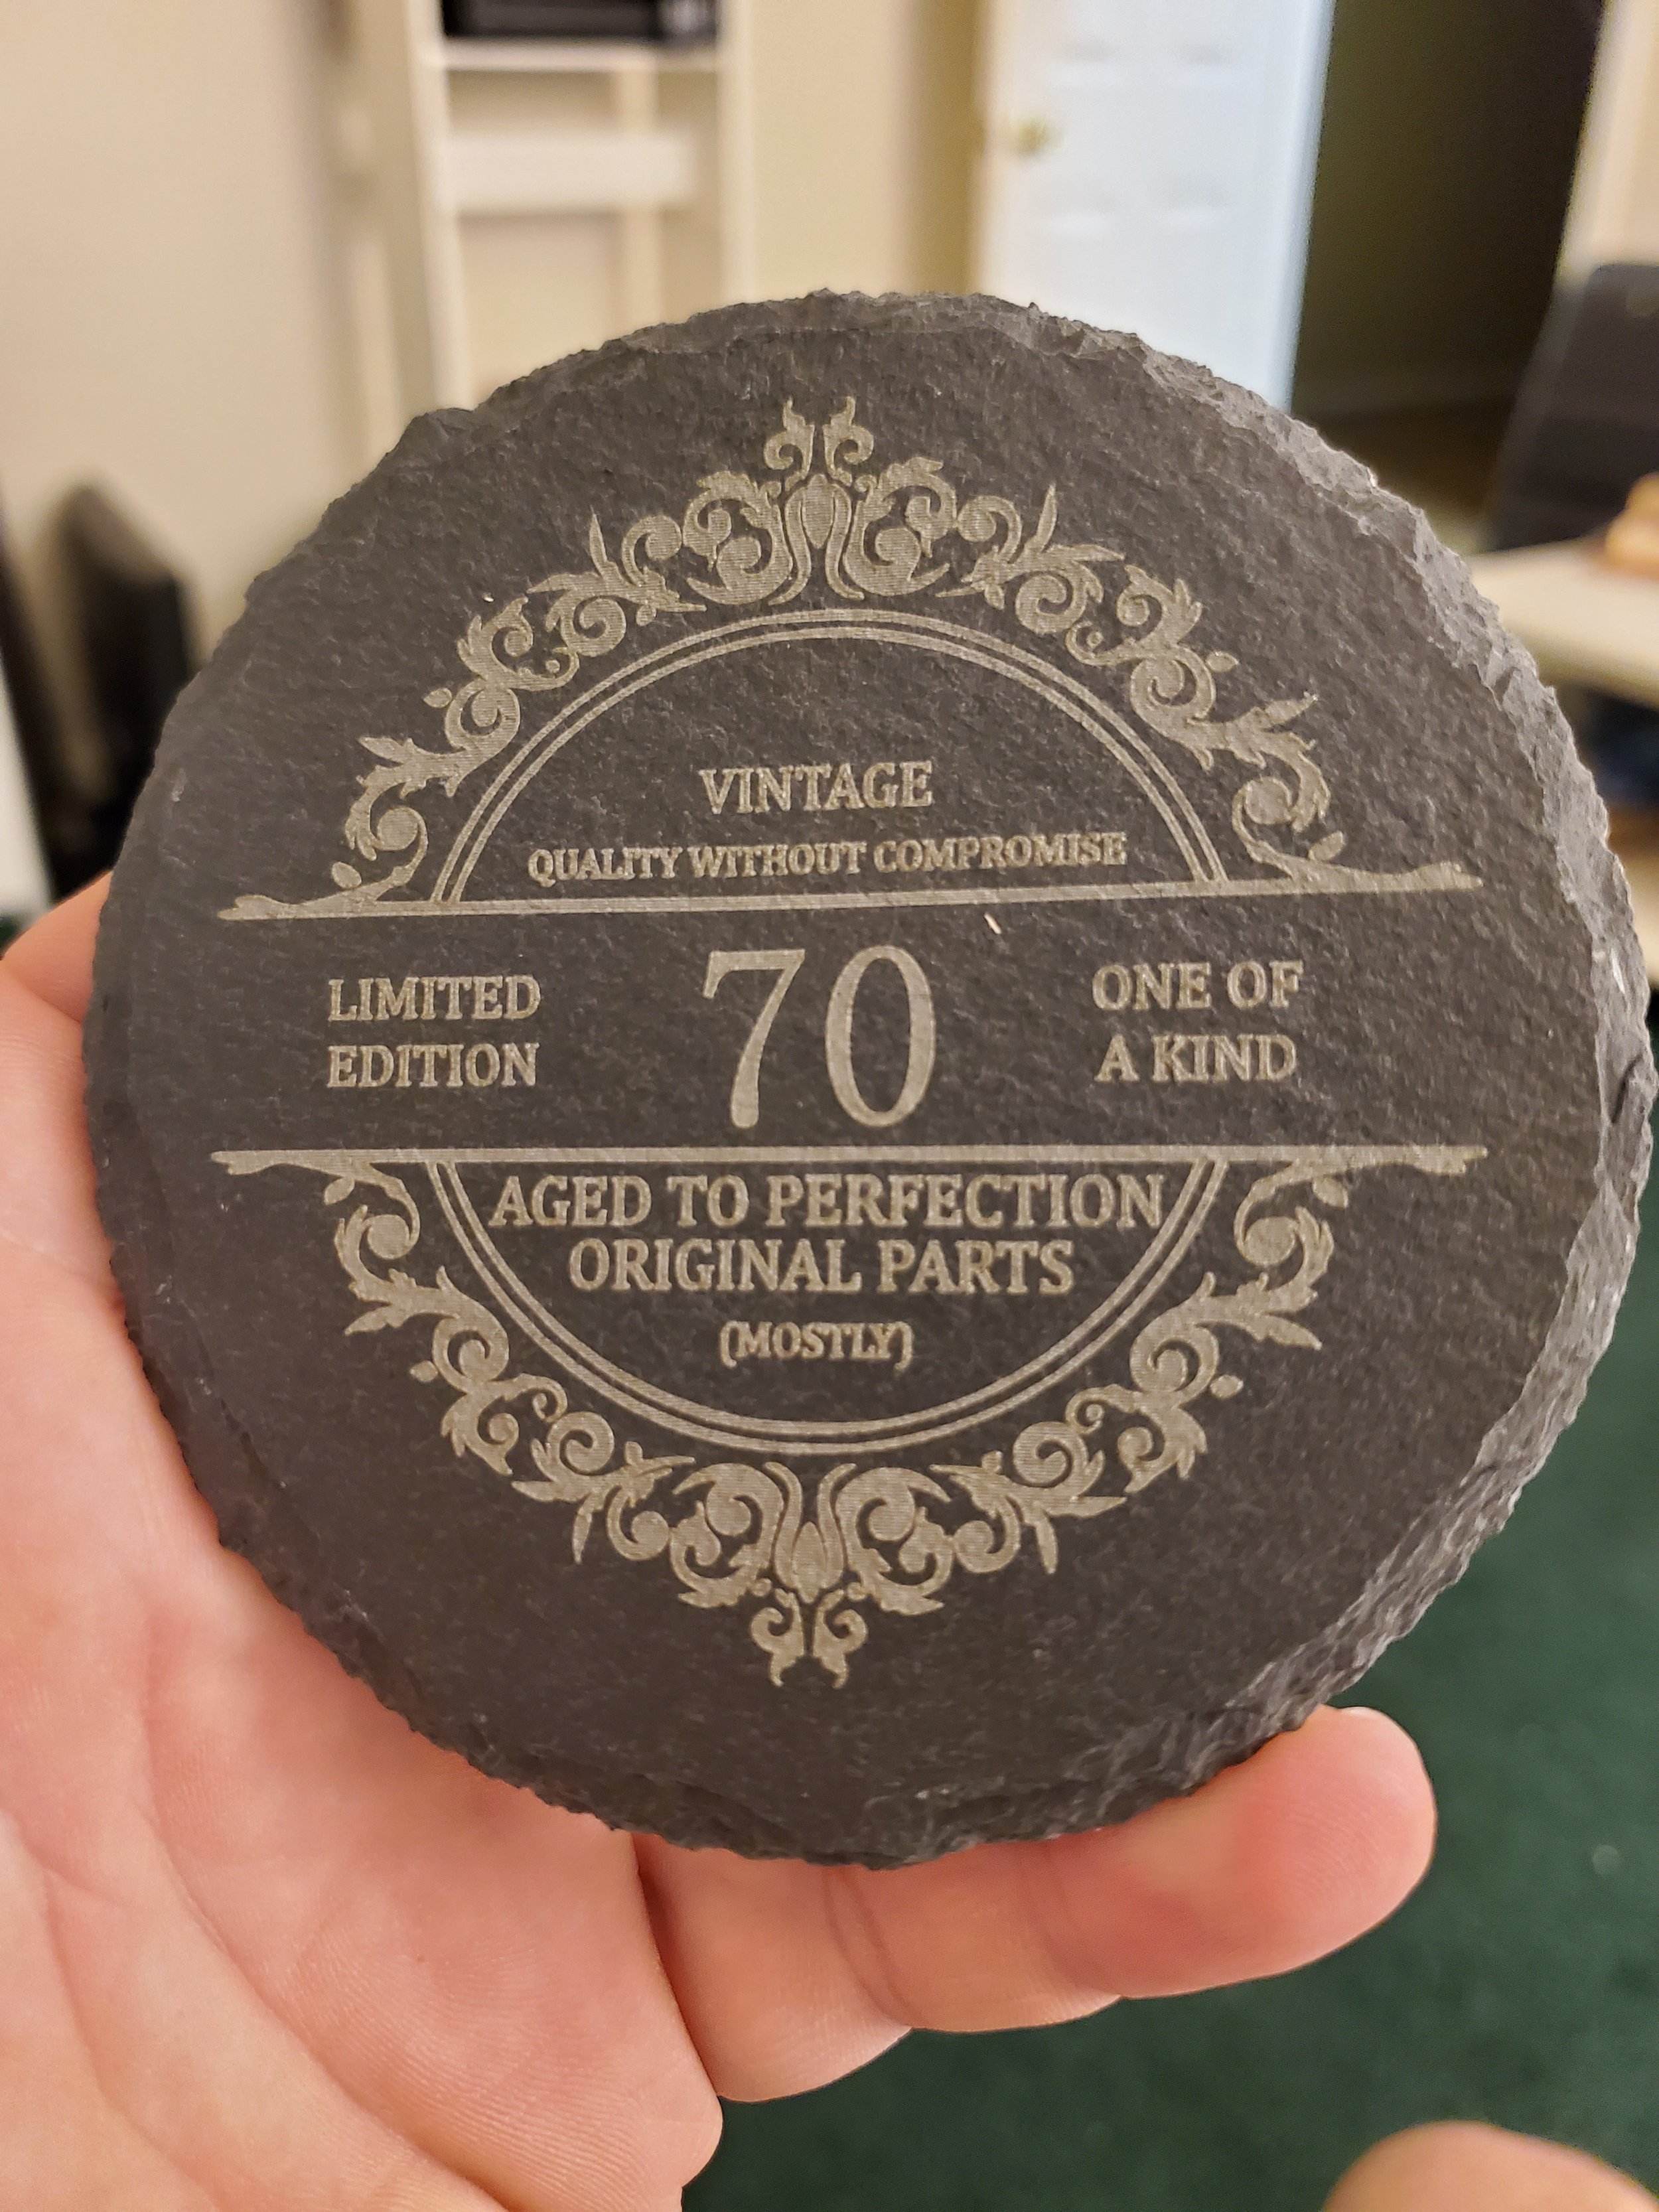 VINTAGE
QUALITY WITHOUT COMPROMISE
LIMITED
EDITION
70
ONE OF
A KIND
AGED TO PERFECTION
ORIGINAL PARTS
(MOSTLY)